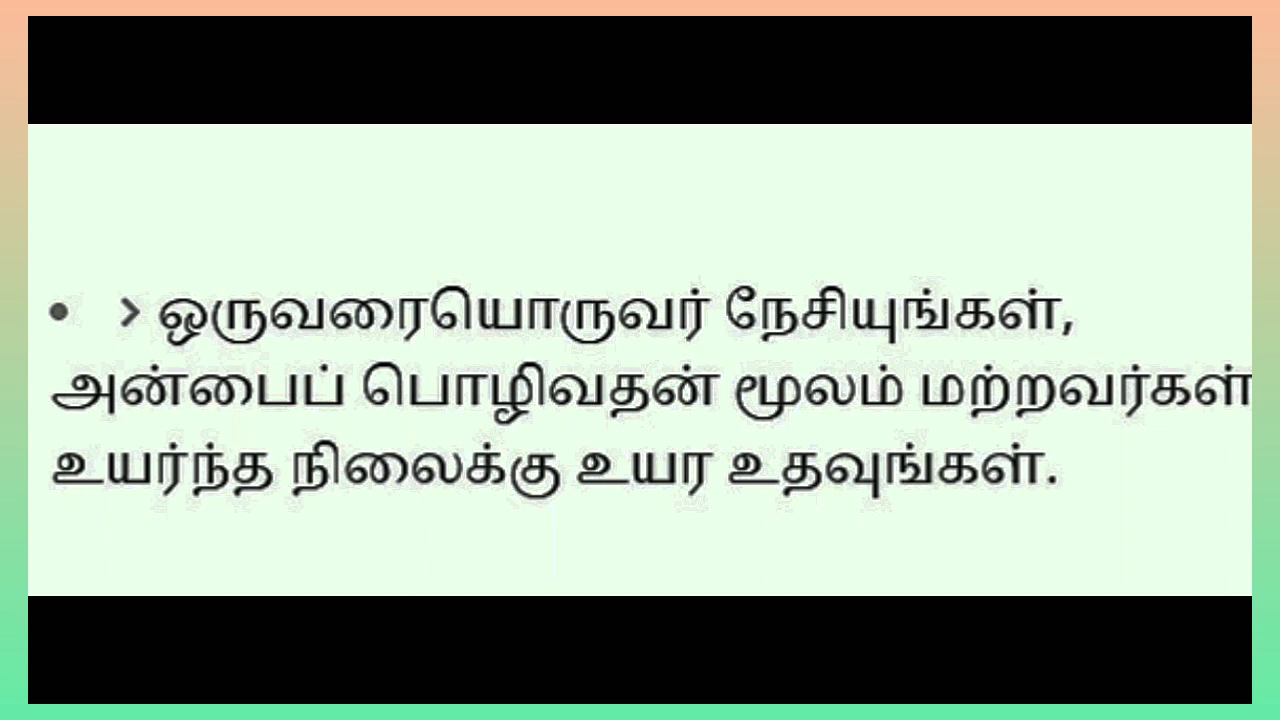 • > ஒருவரையொருவர் நேசியுங்கள்,
அன்பைப் பொழிவதன் மூலம் மற்றவர்கள்
உயர்ந்த நிலைக்கு உயர உதவுங்கள்.